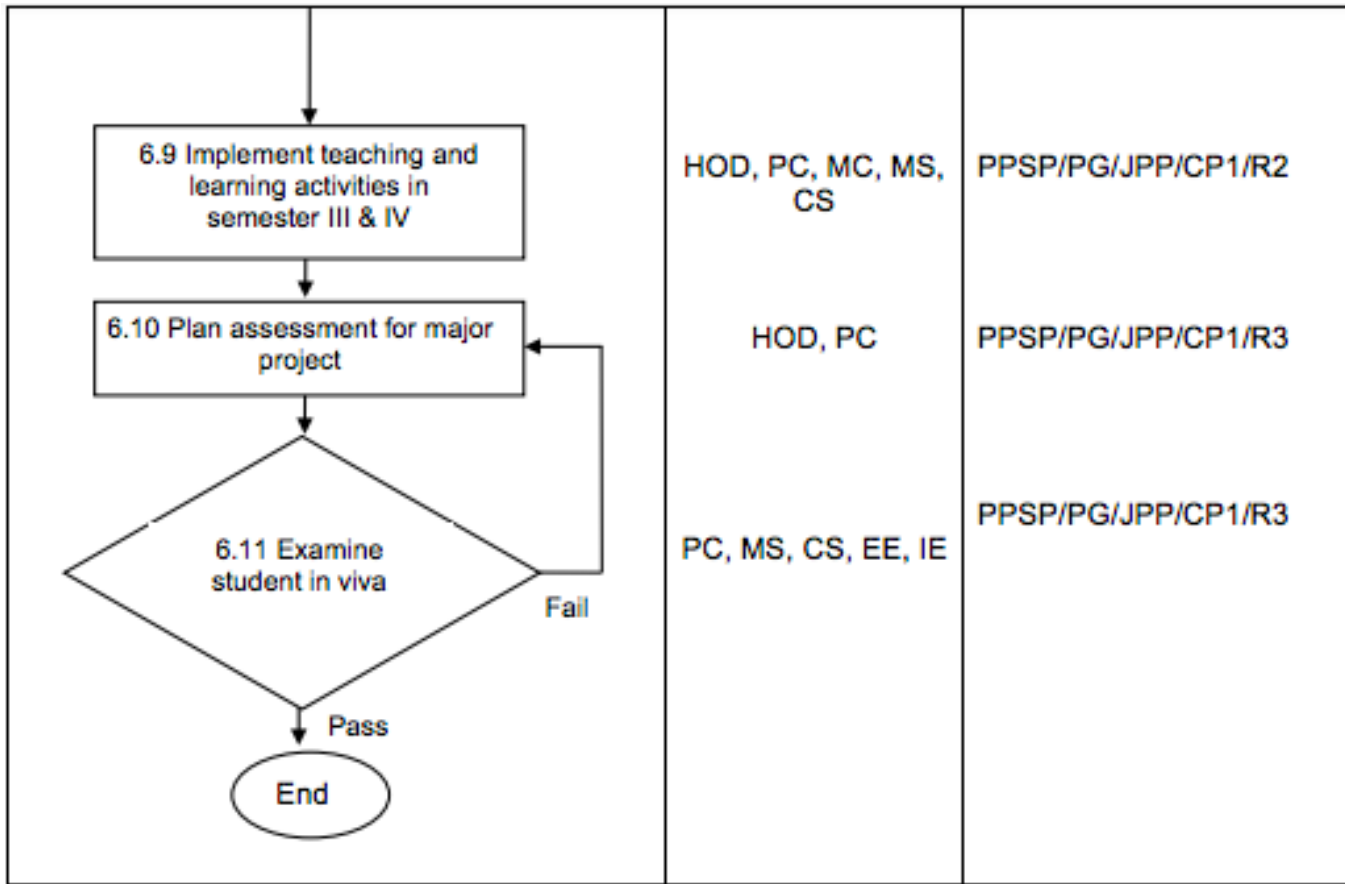 6.9 Implement teaching and
learning activities in
semester III & IV
HOD, PC, MC, MS,
CS
PPSP/PG/JPP/CP1/R2
6.10 Plan assessment for major
project
HOD, PC
PPSP/PG/JPP/CP1/R3
6.11 Examine
student in viva
PC, MS, CS, EE, IE
PPSP/PG/JPP/CP1/R3
Fail
Pass
End